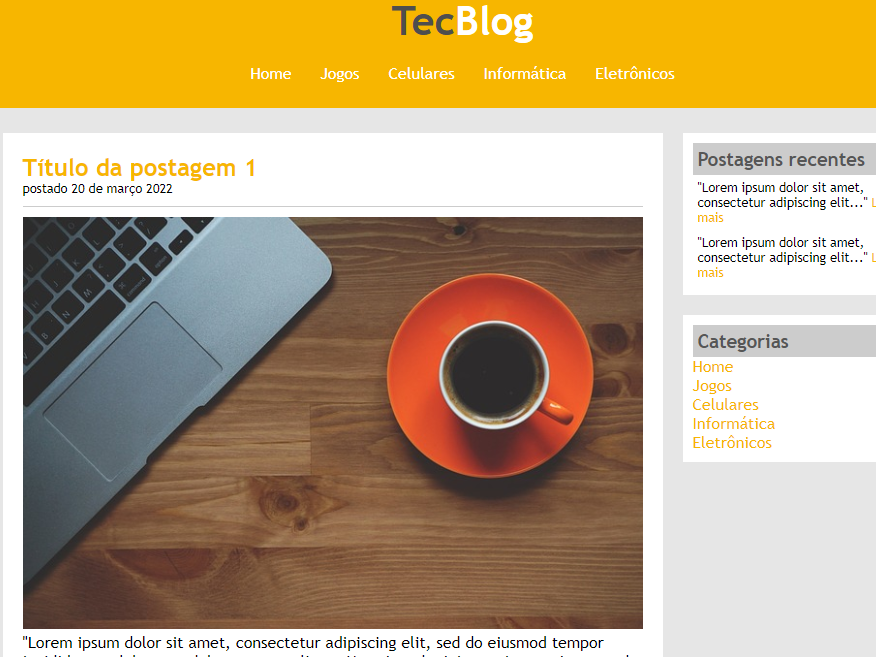 TecBlog
Home Jogos Celulares Informática Eletrônicos
Título da postagem 1
postado 20 de março 2022
"Lorem ipsum dolor sit amet, consectetur adipiscing elit, sed do eiusmod tempor
Postagens recentes
"Lorem ipsum dolor sit amet,
consectetur adipiscing elit..."
mais
"Lorem ipsum dolor sit amet,
consectetur adipiscing elit..."
mais
Categorias
Home
Jogos
Celulares
Informática
Eletrônicos